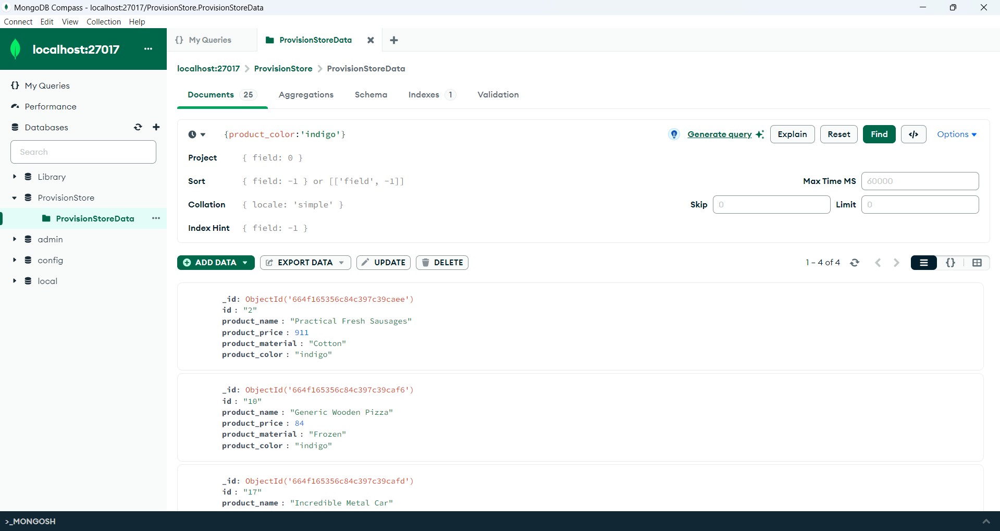 MongoDB Compass - localhost:27017/ProvisionStore.ProvisionStoreData
Connect Edit View Collection Help
localhost:27017 ...
My Queries
Performance
Databases
Search
Library
ProvisionStore
ProvisionStoreData ...
admin
config
local
{} My Queries
ProvisionStoreData
localhost:27017 > ProvisionStore > ProvisionStoreData
Documents 25 Aggregations Schema Indexes 1 Validation
{product_color:'indigo'}
Generate query Explain Reset Find </> Options
Project { field: 0 }
Sort { field: -1 } or [['field', -1]]
Max Time MS 60000
Collation { locale: 'simple' }
Skip 0 Limit 0
Index Hint { field: -1 }
ADD DATA EXPORT DATA UPDATE DELETE
1 – 4 of 4 {}
_id: ObjectId('664f165356c84c397c39caee')
id : "2"
product_name : "Practical Fresh Sausages"
product_price : 911
product_material : "Cotton"
product_color : "indigo"
_id: ObjectId('664f165356c84c397c39caf6')
id : "10"
product_name : "Generic Wooden Pizza"
product_price : 84
product_material : "Frozen"
product_color : "indigo"
_id: ObjectId('664f165356c84c397c39cafd')
id : "17"
product_name : "Incredible Metal Car"
>_MONGOSH